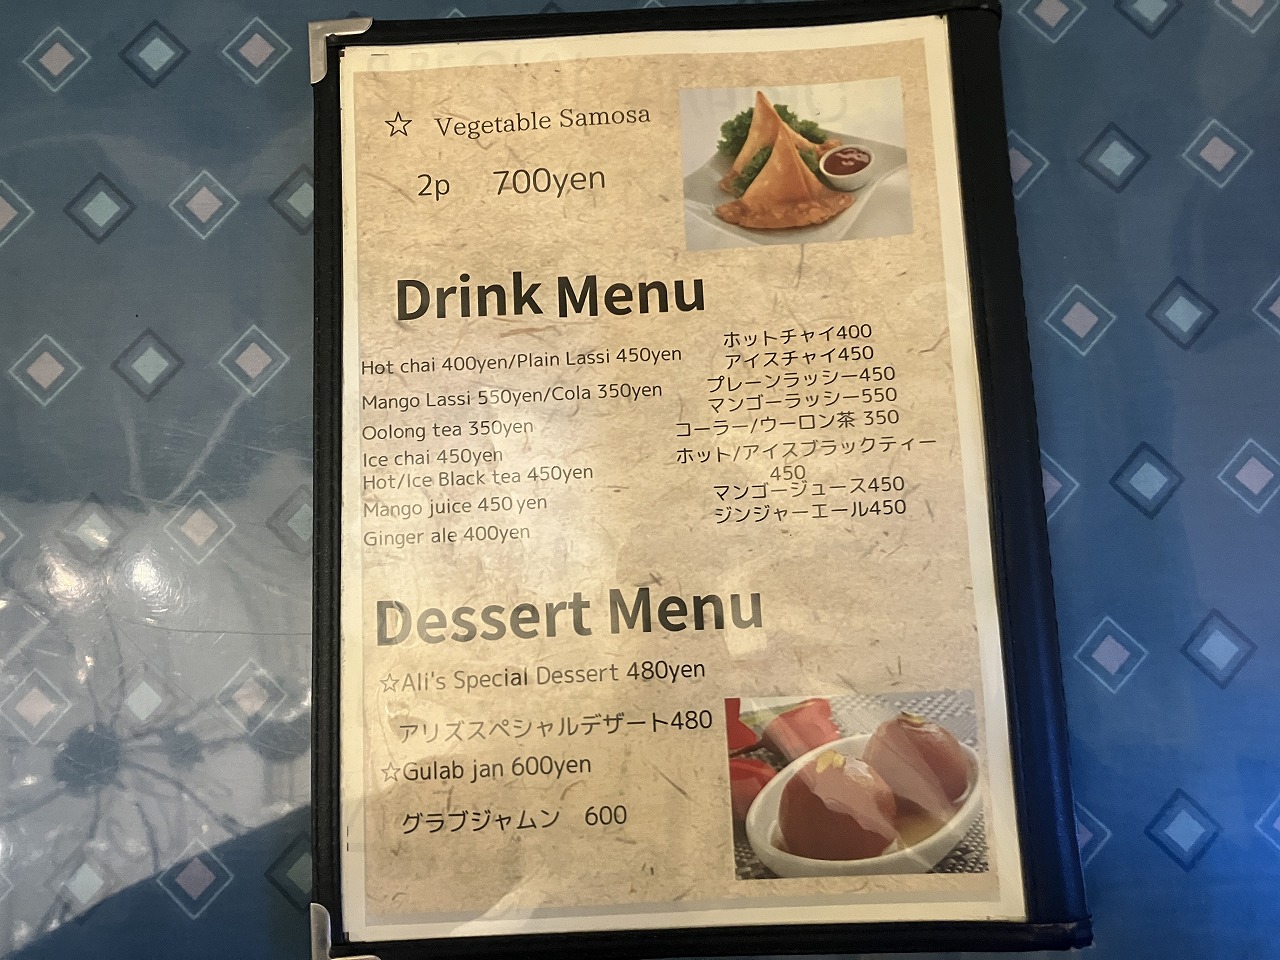 ☆ Vegetable Samosa
2p 700yen
Drink Menu
Hot chai 400yen/Plain Lassi 450yen
Mango Lassi 550yen/Cola 350yen
Oolong tea 350yen
Ice chai 450yen
Hot/Ice Black tea 450yen
Mango juice 450yen
Ginger ale 400yen
ホットチャイ400
アイスチャイ450
プレーンラッシー450
マンゴーラッシー550
コーラー/ウーロン茶 350
ホット/アイスブラックティー
450
マンゴージュース450
ジンジャーエール450
Dessert Menu
☆Ali's Special Dessert 480yen
アリズスペシャルデザート480
☆Gulab jan 600yen
グラブジャムン 600